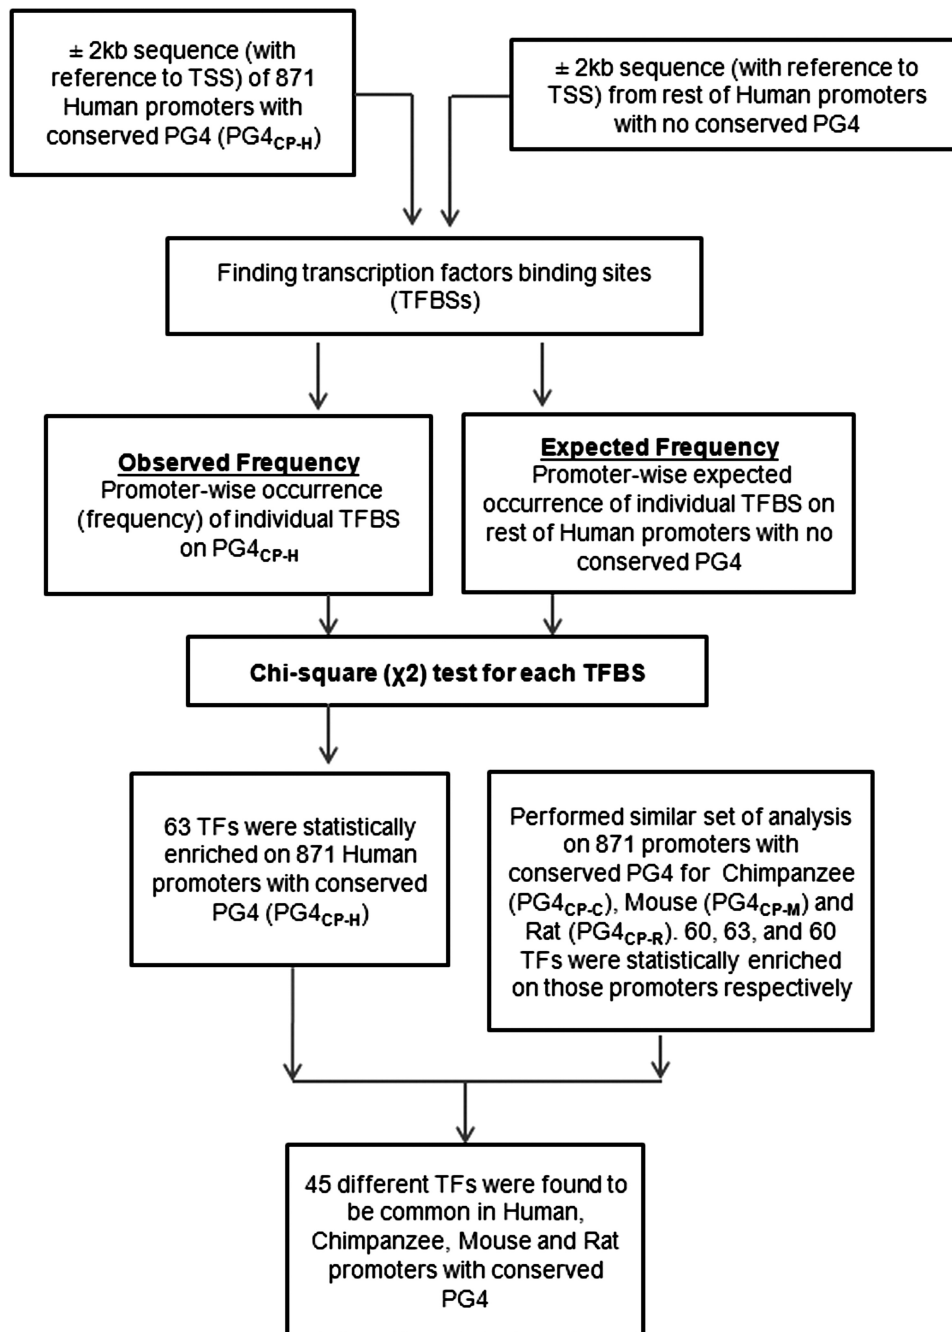 ± 2kb sequence (with
reference to TSS) of 871
Human promoters with
conserved PG4 (PG4CP-H)
± 2kb sequence (with reference to
TSS) from rest of Human promoters
with no conserved PG4
Finding transcription factors binding sites
(TFBSs)
Observed Frequency
Promoter-wise occurrence
(frequency) of individual TFBS
on PG4CP-H
Expected Frequency
Promoter-wise expected
occurrence of individual TFBS on
rest of Human promoters with no
conserved PG4
Chi-square (χ2) test for each TFBS
63 TFs were statistically
enriched on 871 Human
promoters with conserved
PG4 (PG4CP-H)
Performed similar set of analysis
on 871 promoters with
conserved PG4 for Chimpanzee
(PG4CP-C), Mouse (PG4CP-M) and
Rat (PG4CP-R). 60, 63, and 60
TFs were statistically enriched
on those promoters respectively
45 different TFs were found to
be common in Human,
Chimpanzee, Mouse and Rat
promoters with conserved
PG4